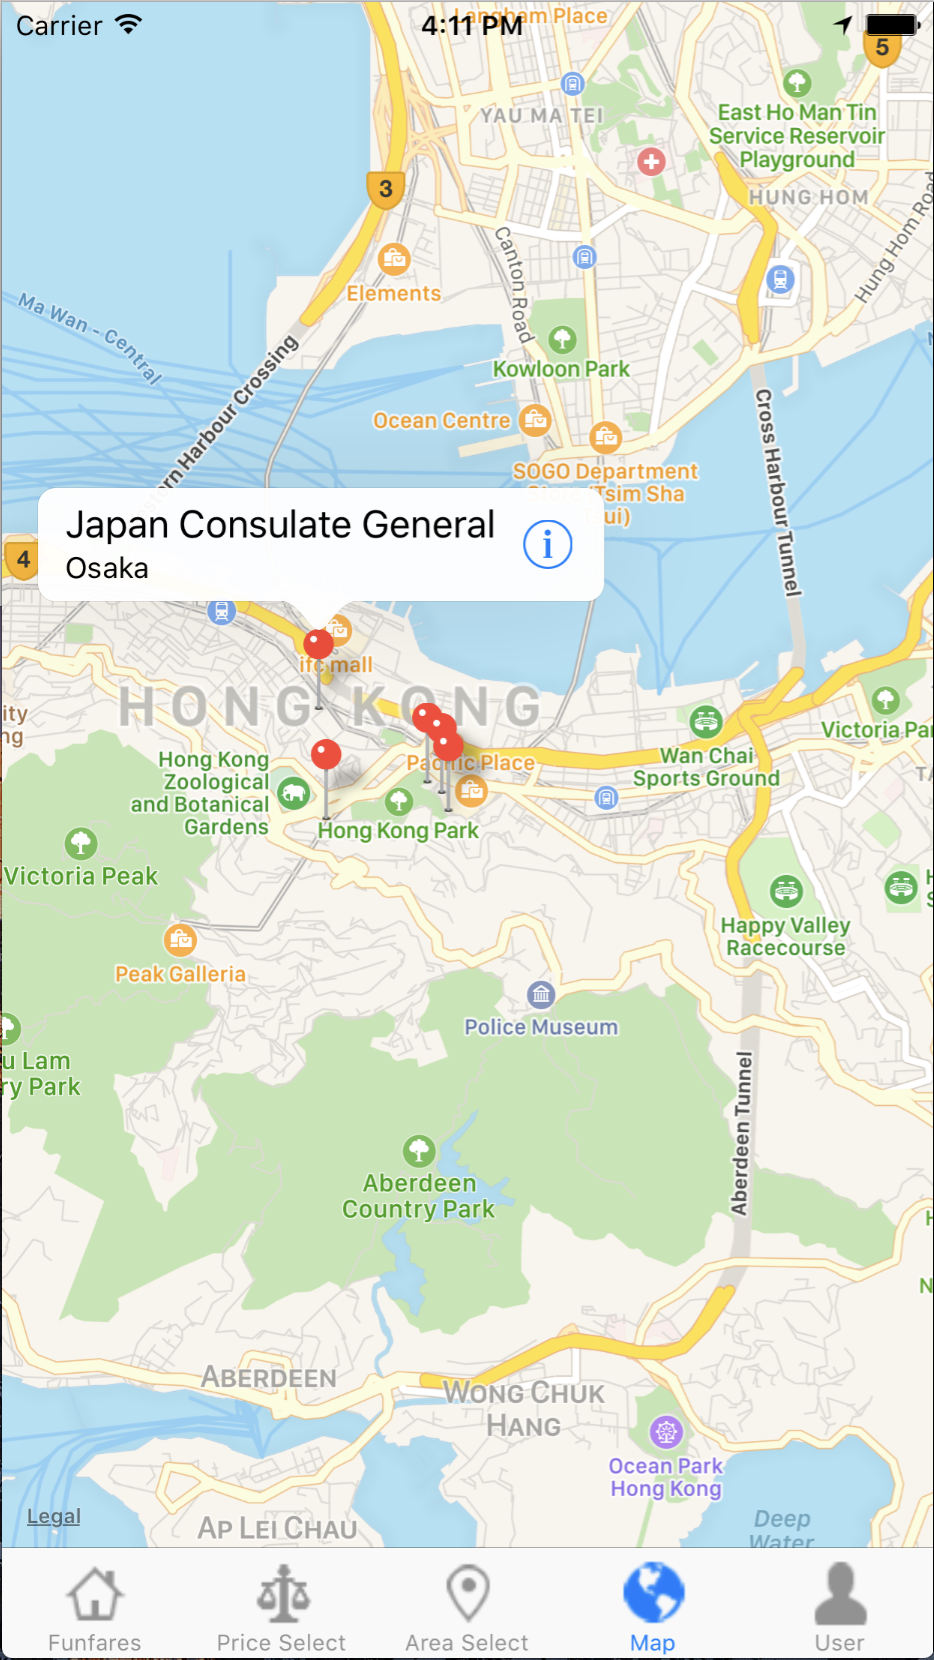 Carrier 4:11 PM
Langham Place
5
YAU MA TEI
East Ho Man Tin
Service Reservoir
Playground
3
HUNG HOM
Hung Hom Road
Canton Road
Elements
Ma Wan - Central
Kowloon Park
Ocean Centre
Cross Harbour Tunnel
Harbour Crossing
SOGO Department
Tsim Sha
Japan Consulate General
Osaka
i
4
ifc mall
HONG KONG
Wan Chai
Sports Ground
Victoria
Hong Kong
Zoological
and Botanical
Gardens
Pacific Place
Hong Kong Park
Victoria Peak
Happy Valley
Racecourse
Peak Galleria
Police Museum
u Lam
ry Park
Aberdeen Tunnel
Aberdeen
Country Park
ABERDEEN
WONG CHUK
HANG
Ocean Park
Hong Kong
Legal
AP LEI CHAU
Deep
Water
Funfares
Price Select
Area Select
Map
User